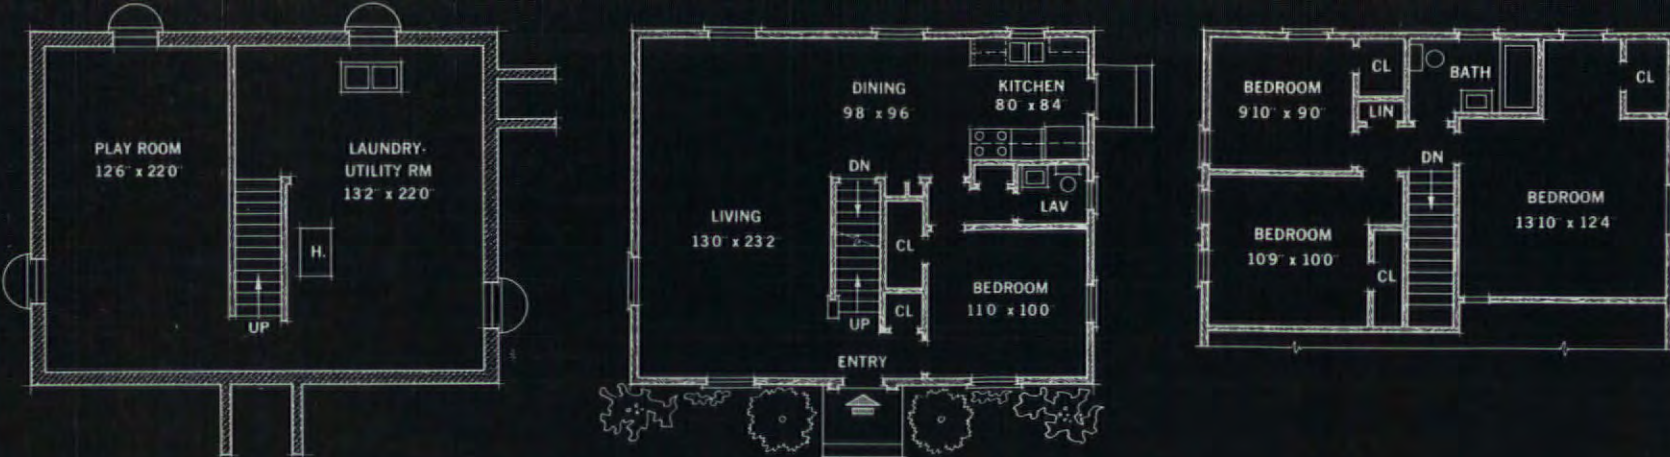 PLAY ROOM
12'6" x 22'0"
LAUNDRY-
UTILITY RM
13'2" x 22'0"
H.
UP
DINING
9'8" x 9'6"
KITCHEN
8'0" x 8'4"
DN
LAV
LIVING
13'0" x 23'2"
CL
BEDROOM
11'0" x 10'0"
CL
UP
ENTRY
BEDROOM
9'10" x 9'0"
CL
LIN
BATH
CL
DN
BEDROOM
13'10" x 12'4"
BEDROOM
10'9" x 10'0"
CL